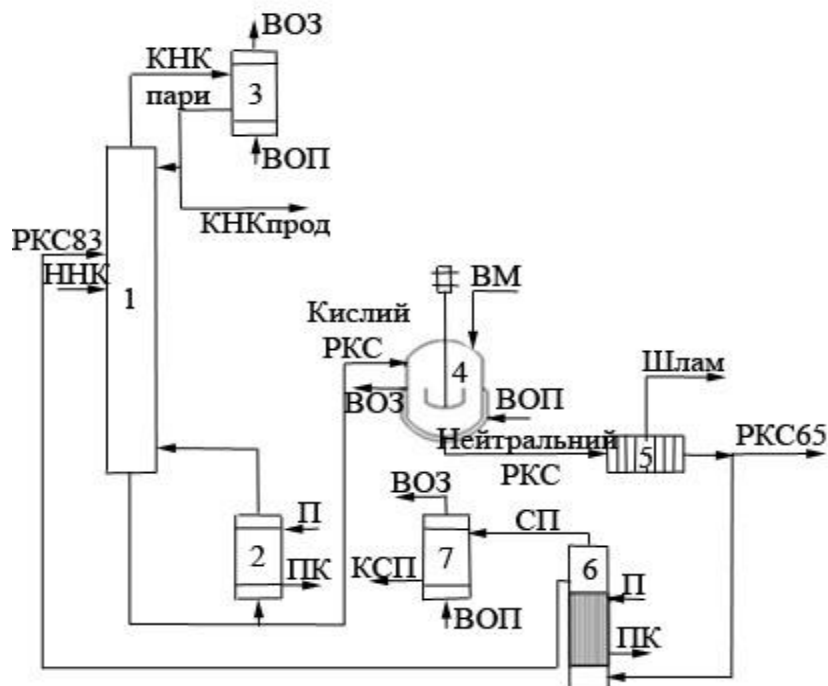 ВОЗ
КНК
пари
3
ВОП
КНКпрод
РКС83
ННК
1
ВМ
Кислий
РКС
4
ВОЗ
ВОП
Шлам
Нейтральний
РКС
5
РКС65
ВОЗ
СП
П
2
ПК
7
КСП
ВОП
6
П
ПК